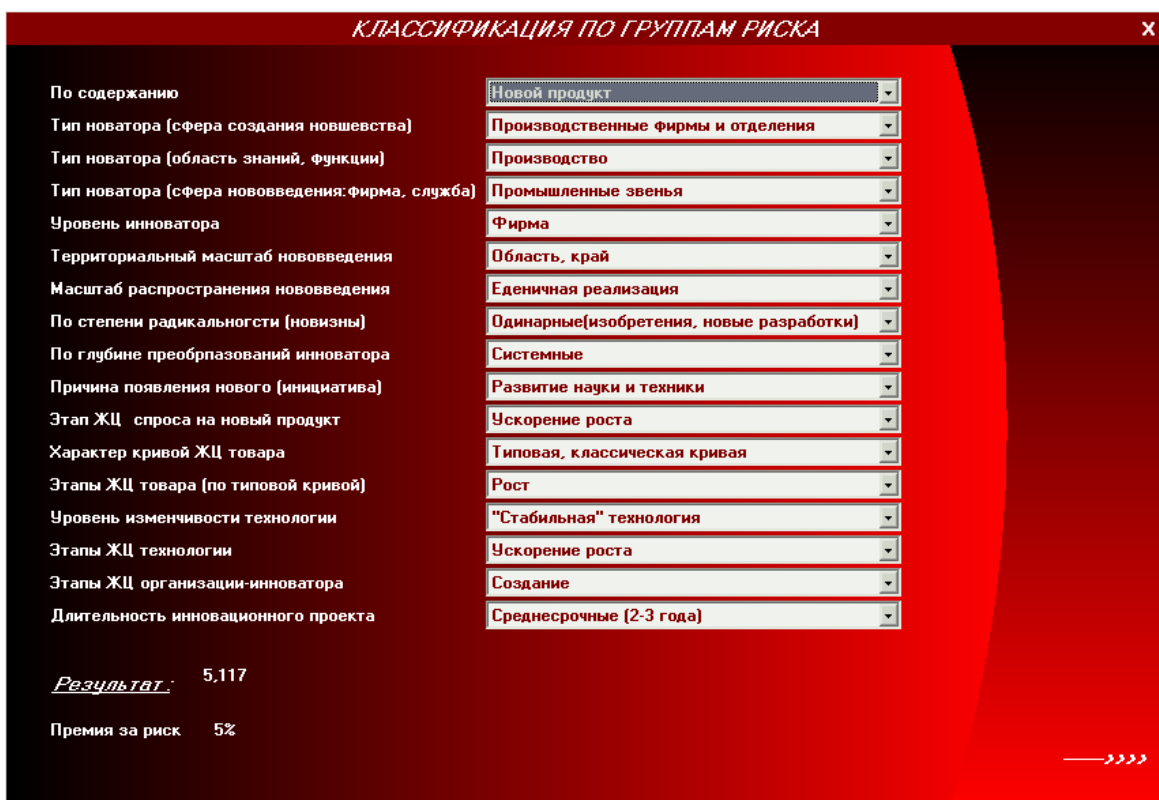 КЛАССИФИКАЦИЯ ПО ГРУППАМ РИСКА X
По содержанию Новой продукт
Тип новатора (сфера создания новшевства) Производственные фирмы и отделения
Тип новатора (область знаний, функции) Производство
Тип новатора (сфера нововведения:фирма, служба) Промышленные звенья
Уровень инноватора Фирма
Территориальный масштаб нововведения Область, край
Масштаб распространения нововведения Еденичная реализация
По степени радикальногсти (новизны) Одинарные(изобретения, новые разработки)
По глубине преобрпазований инноватора Системные
Причина появления нового (инициатива) Развитие науки и техники
Этап ЖЦ спроса на новый продукт Ускорение роста
Характер кривой ЖЦ товара Типовая, классическая кривая
Этапы ЖЦ товара (по типовой кривой) Рост
Уровень изменчивости технологии "Стабильная" технология
Этапы ЖЦ технологии Ускорение роста
Этапы ЖЦ организации-инноватора Создание
Длительность инновационного проекта Среднесрочные (2-3 года)
Результат: 5,117
Премия за риск 5%